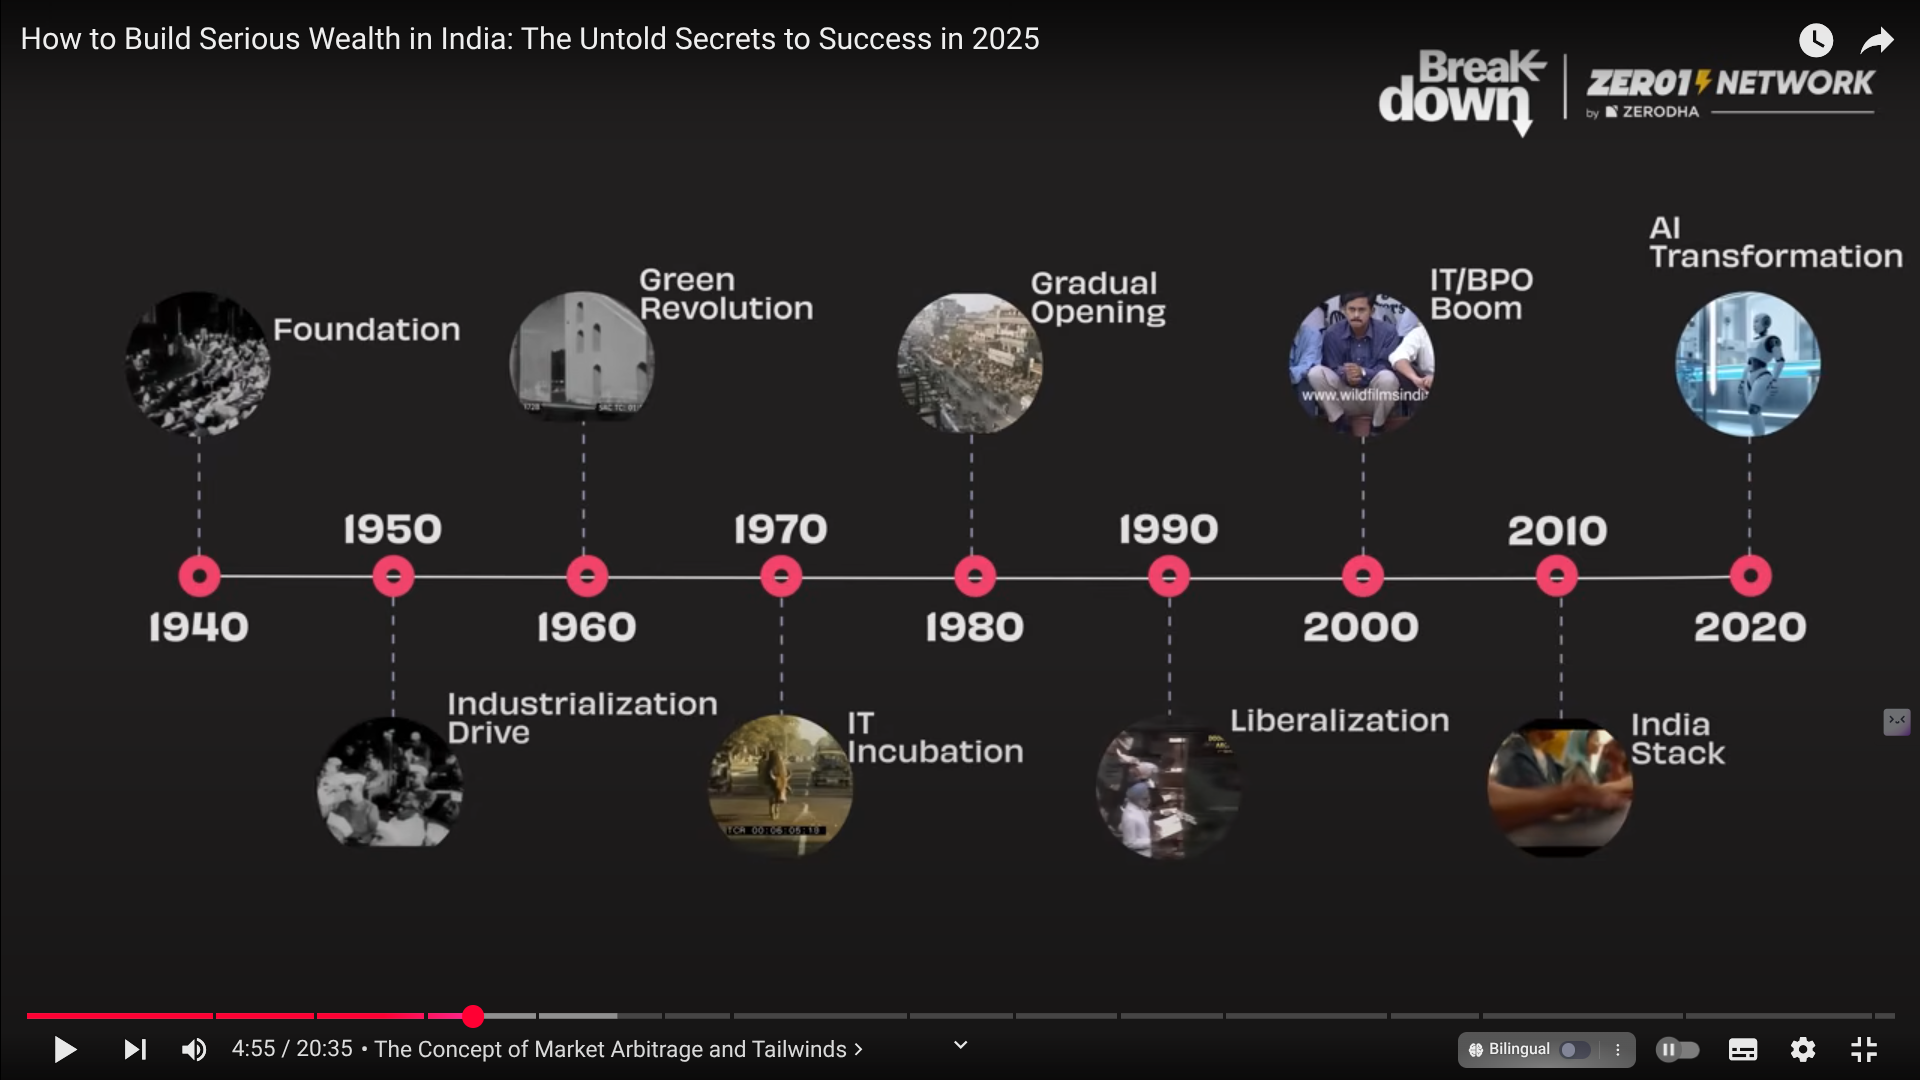 How to Build Serious Wealth in India: The Untold Secrets to Success in 2025
Break
down
ZERO1 NETWORK
by ZERODHA
AI
Transformation
Green
Revolution
Gradual
Opening
IT/BPO
Boom
Foundation
www.wildfilmsindi
1950
1970
1990
2010
1940
1960
1980
2000
2020
Industrialization
Drive
IT
Incubation
Liberalization
India
Stack
4:55 / 20:35 • The Concept of Market Arbitrage and Tailwinds
Bilingual